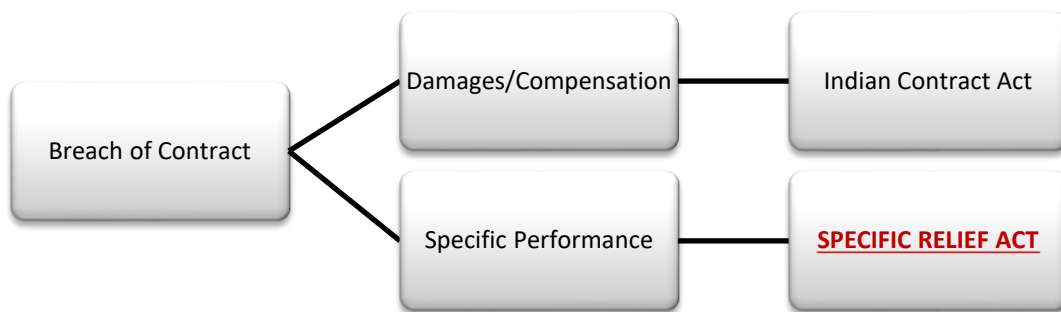 Damages/Compensation
Indian Contract Act
Breach of Contract
Specific Performance
SPECIFIC RELIEF ACT